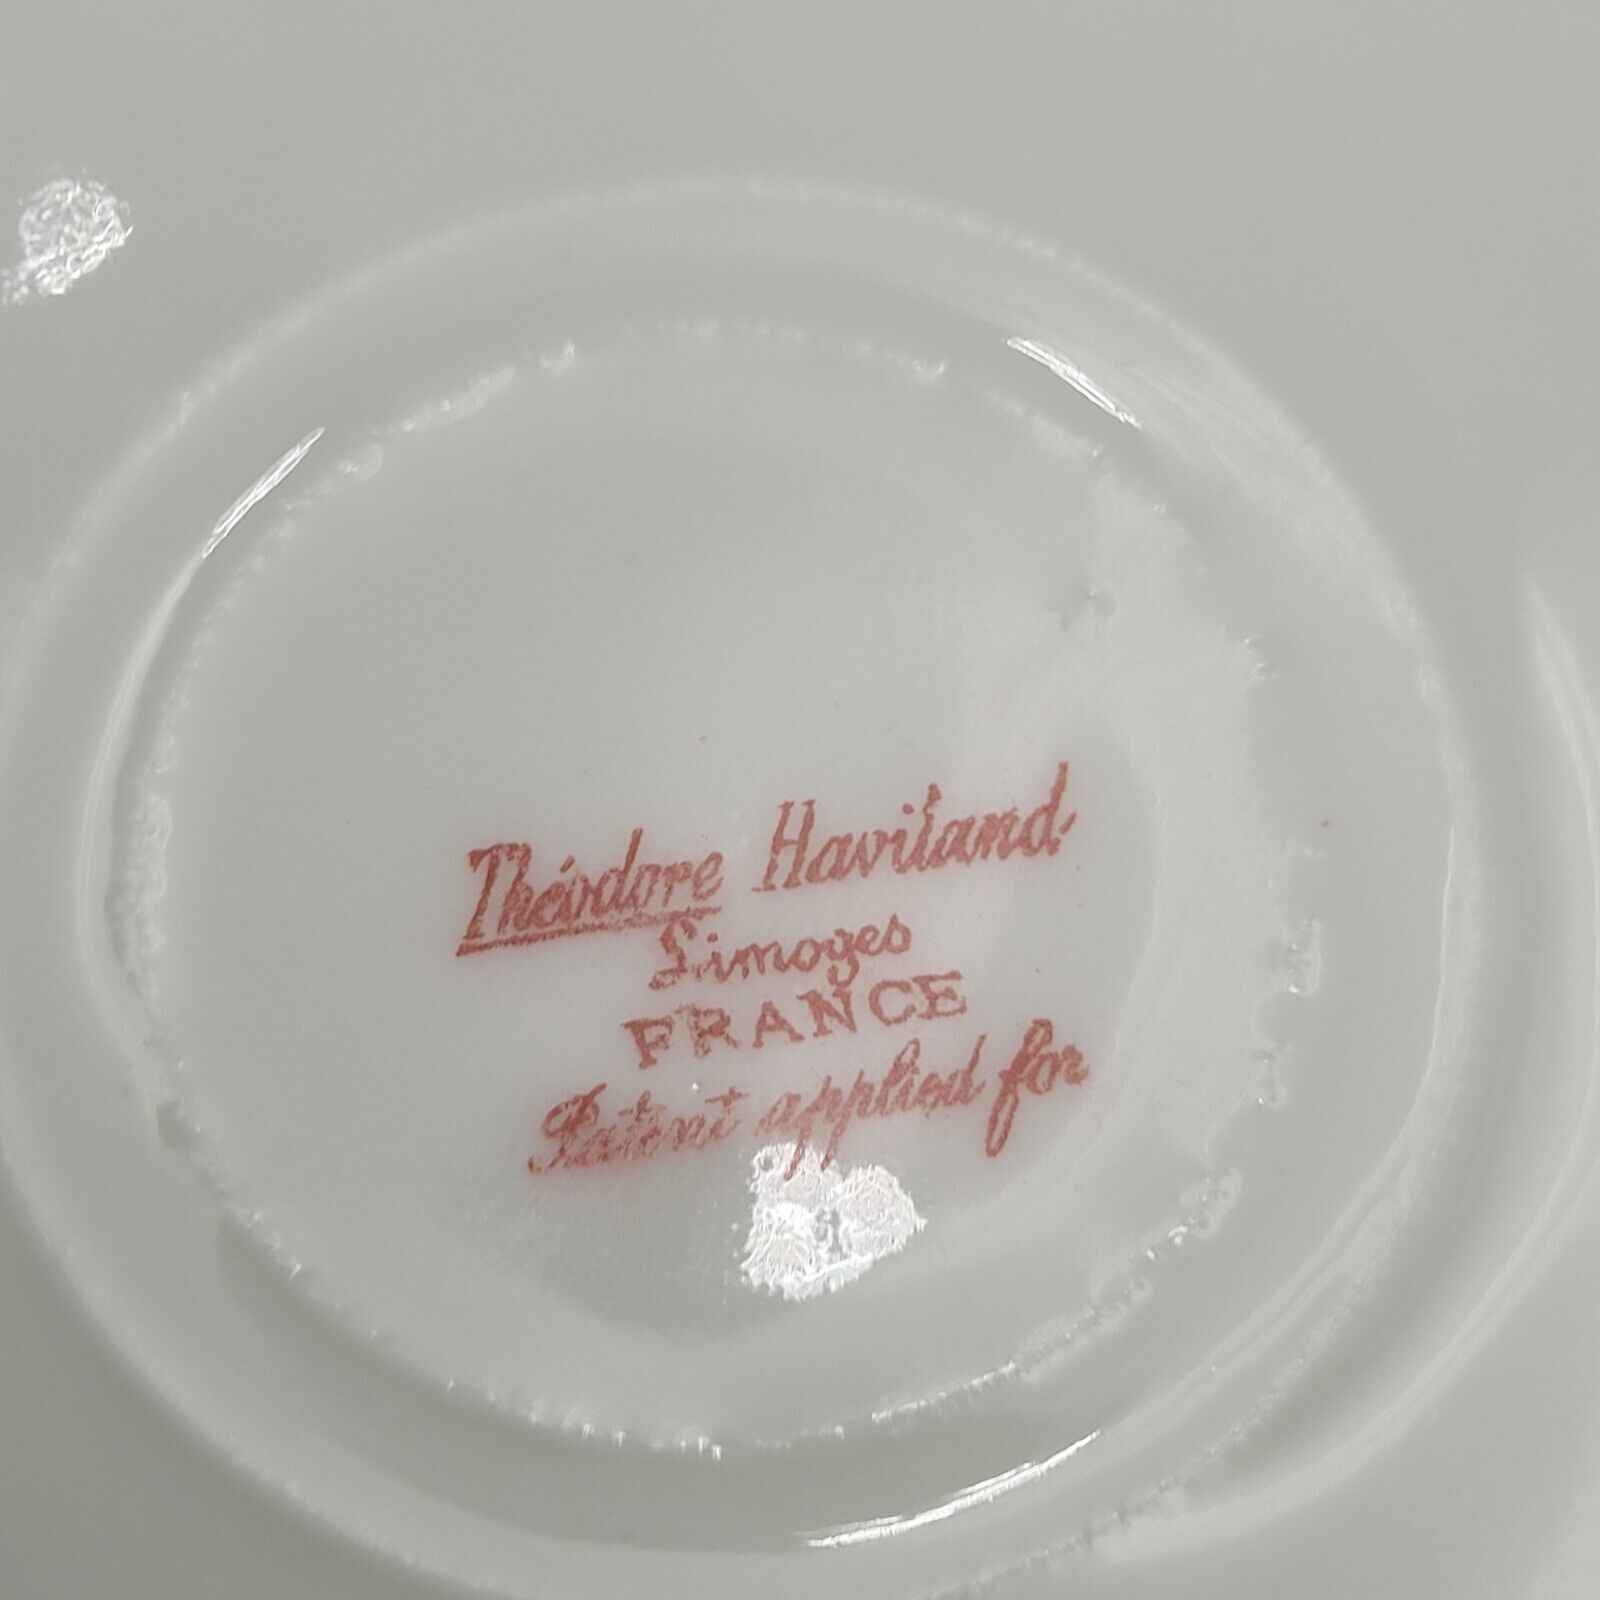 Théodore Haviland
Limoges
FRANCE
Patent applied for